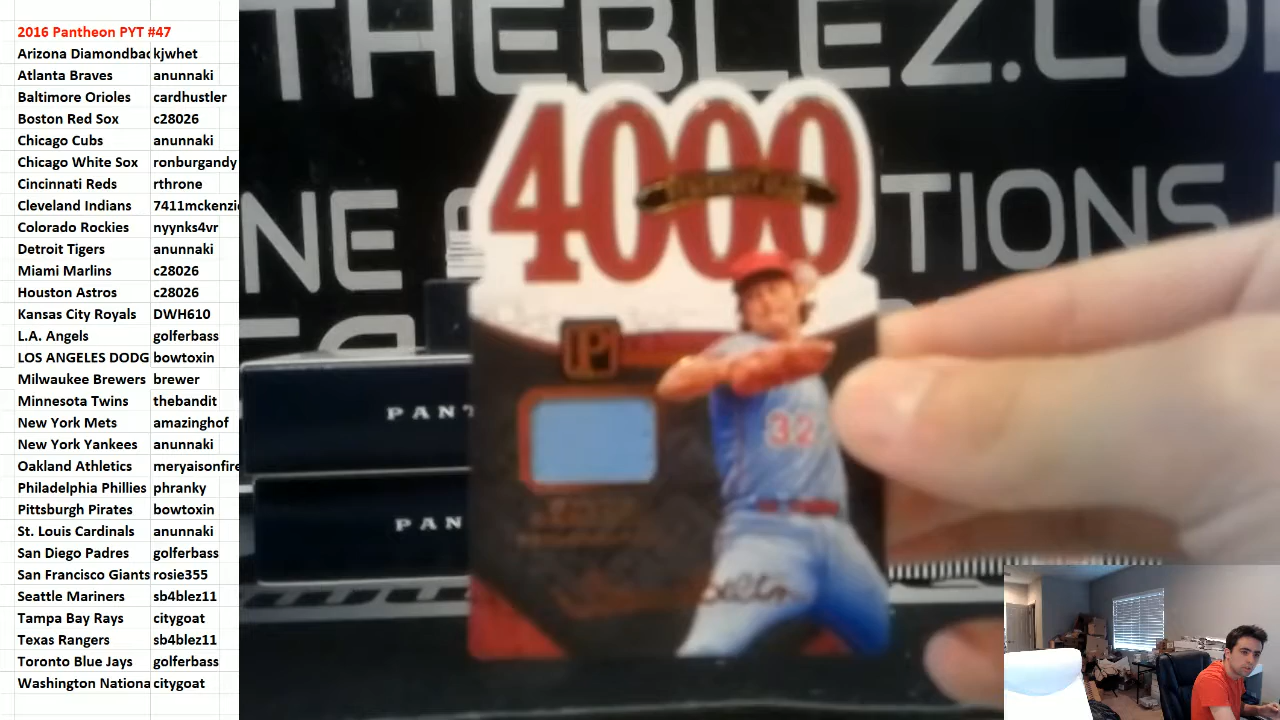 2016 Pantheon PYT #47
Arizona Diamondbac kjwhet
Atlanta Braves anunnaki
Baltimore Orioles cardhustler
Boston Red Sox c28026
Chicago Cubs anunnaki
Chicago White Sox ronburgandy
Cincinnati Reds rthrone
Cleveland Indians 7411mckenzie
Colorado Rockies nyynks4vr
Detroit Tigers anunnaki
Miami Marlins c28026
Houston Astros c28026
Kansas City Royals DWH610
L.A. Angels golferbass
LOS ANGELES DODG bowtoxin
Milwaukee Brewers brewer
Minnesota Twins thebandit
New York Mets amazinghof
New York Yankees anunnaki
Oakland Athletics meryaisonfire
Philadelphia Phillies phranky
Pittsburgh Pirates bowtoxin
St. Louis Cardinals anunnaki
San Diego Padres golferbass
San Francisco Giants rosie355
Seattle Mariners sb4blez11
Tampa Bay Rays citygoat
Texas Rangers sb4blez11
Toronto Blue Jays golferbass
Washington Nationa citygoat
THEBLEZ.CO
NE
TIONS
4000
P
32
PANT
PAN